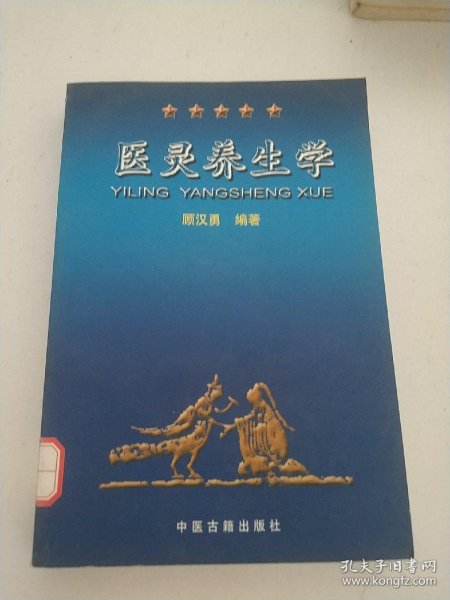 医灵养生学
YILING YANGSHENG XUE
顾汉勇 编著
中医古籍出版社
孔夫子旧书网
www.kongfz.com